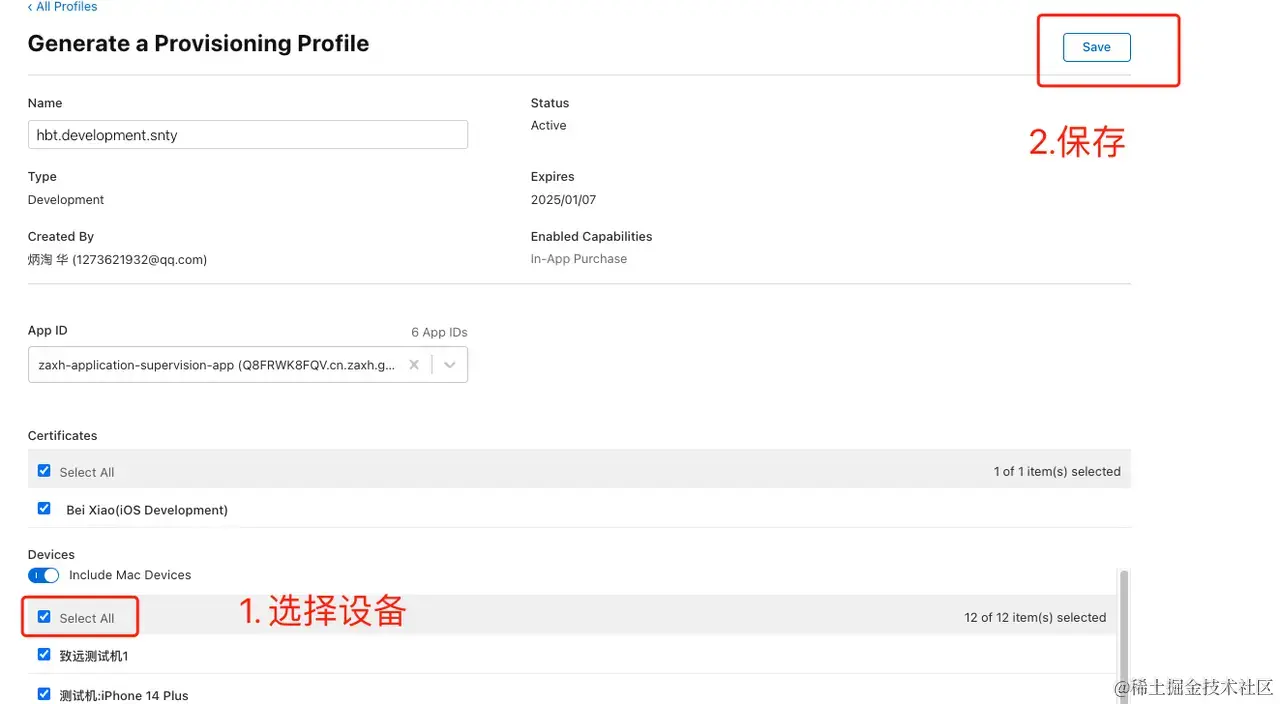 ‹ All Profiles
Generate a Provisioning Profile
Save
2.保存
Name
Status
hbt.development.snty
Active
Type
Expires
Development
2025/01/07
Created By
Enabled Capabilities
炳淘 华 (1273621932@qq.com)
In-App Purchase
App ID
6 App IDs
zaxh-application-supervision-app (Q8FRWK8FQV.cn.zaxh.g...
Certificates
Select All
1 of 1 item(s) selected
Bei Xiao(iOS Development)
Devices
Include Mac Devices
Select All
1. 选择设备
12 of 12 item(s) selected
致远测试机1
测试机:iPhone 14 Plus
@稀土掘金技术社区